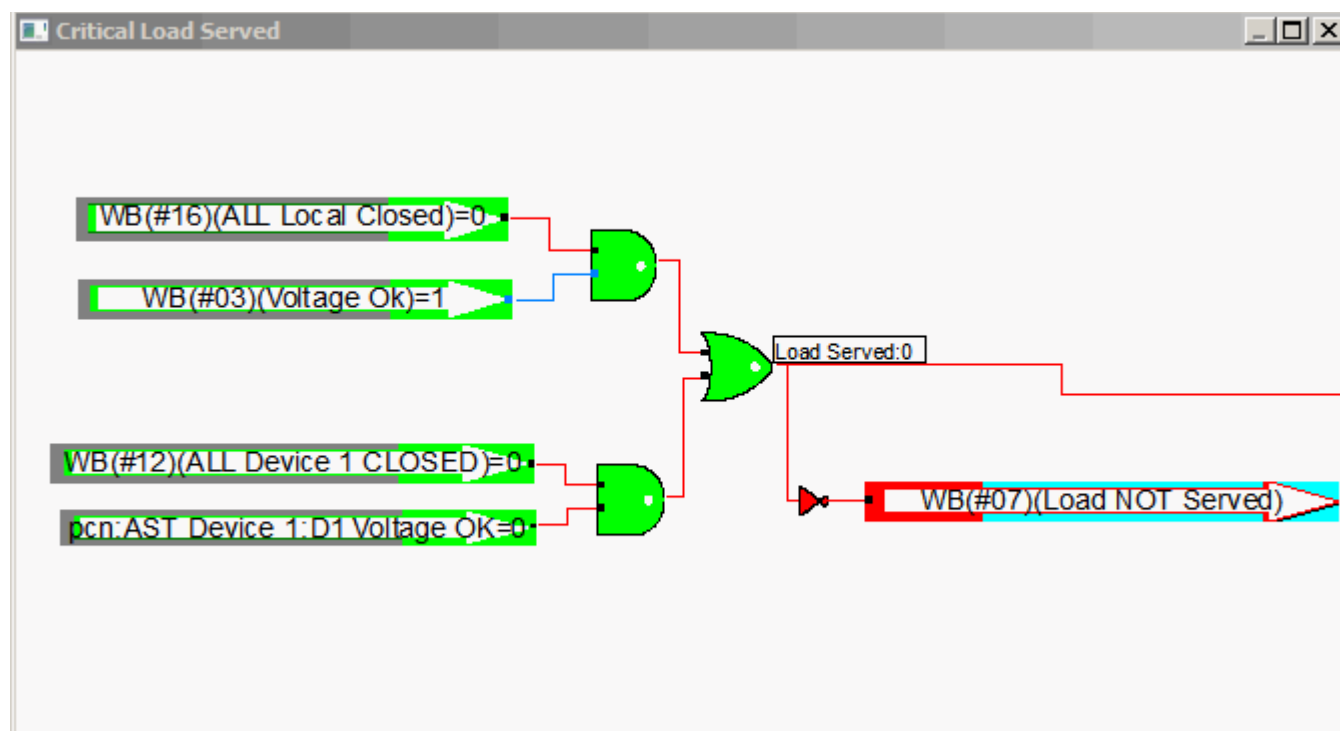 Critical Load Served
WB(#16)(ALL Local Closed)=0
WB(#03)(Voltage Ok)=1
Load Served:0
WB(#12)(ALL Device 1 CLOSED)=0
WB(#07)(Load NOT Served)
pcn:AST Device 1:D1 Voltage OK=0